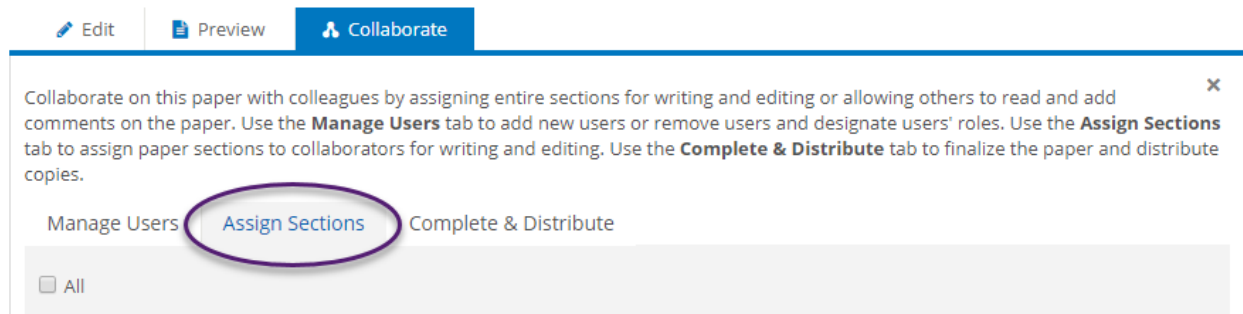 Edit Preview Collaborate
Collaborate on this paper with colleagues by assigning entire sections for writing and editing or allowing others to read and add
comments on the paper. Use the Manage Users tab to add new users or remove users and designate users' roles. Use the Assign Sections
tab to assign paper sections to collaborators for writing and editing. Use the Complete & Distribute tab to finalize the paper and distribute
copies.
Manage Users Assign Sections Complete & Distribute
All